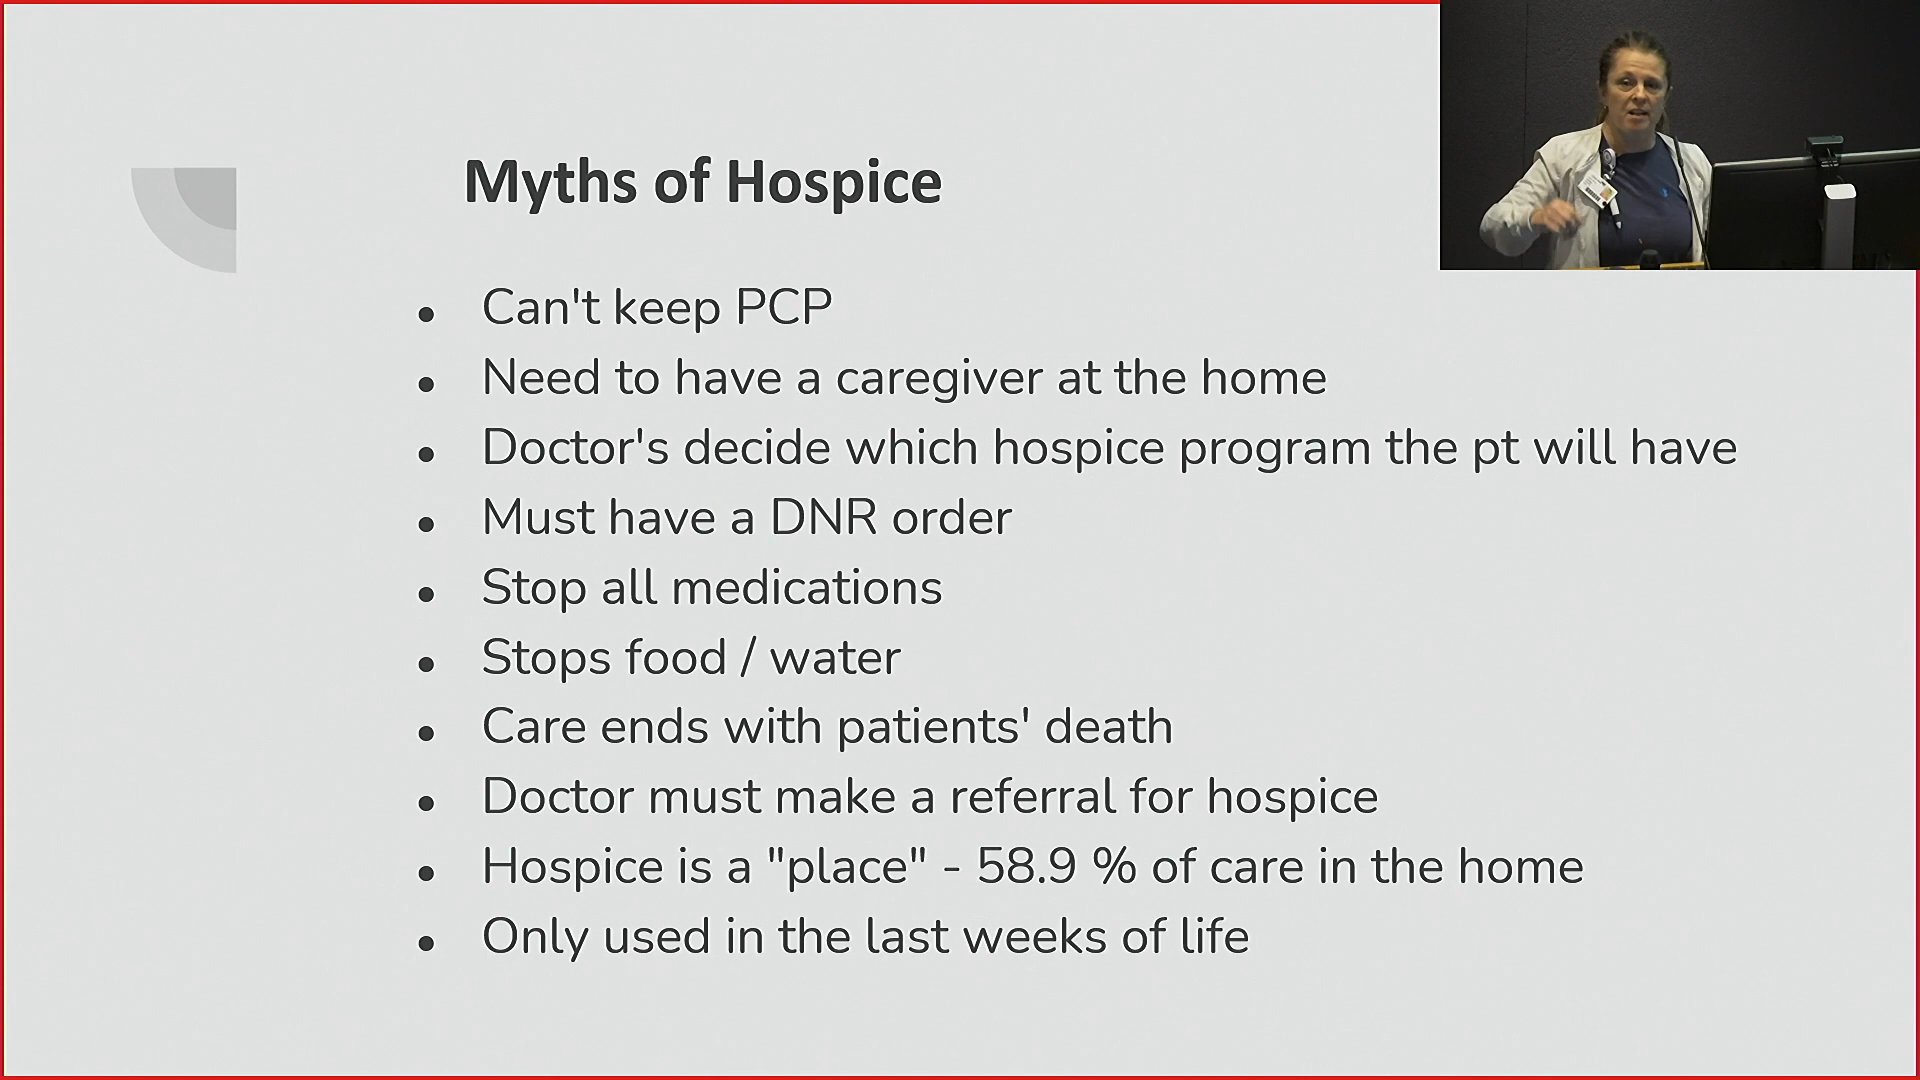 Myths of Hospice
• Can't keep PCP
• Need to have a caregiver at the home
• Doctor's decide which hospice program the pt will have
• Must have a DNR order
• Stop all medications
• Stops food / water
• Care ends with patients' death
• Doctor must make a referral for hospice
• Hospice is a "place" - 58.9 % of care in the home
• Only used in the last weeks of life